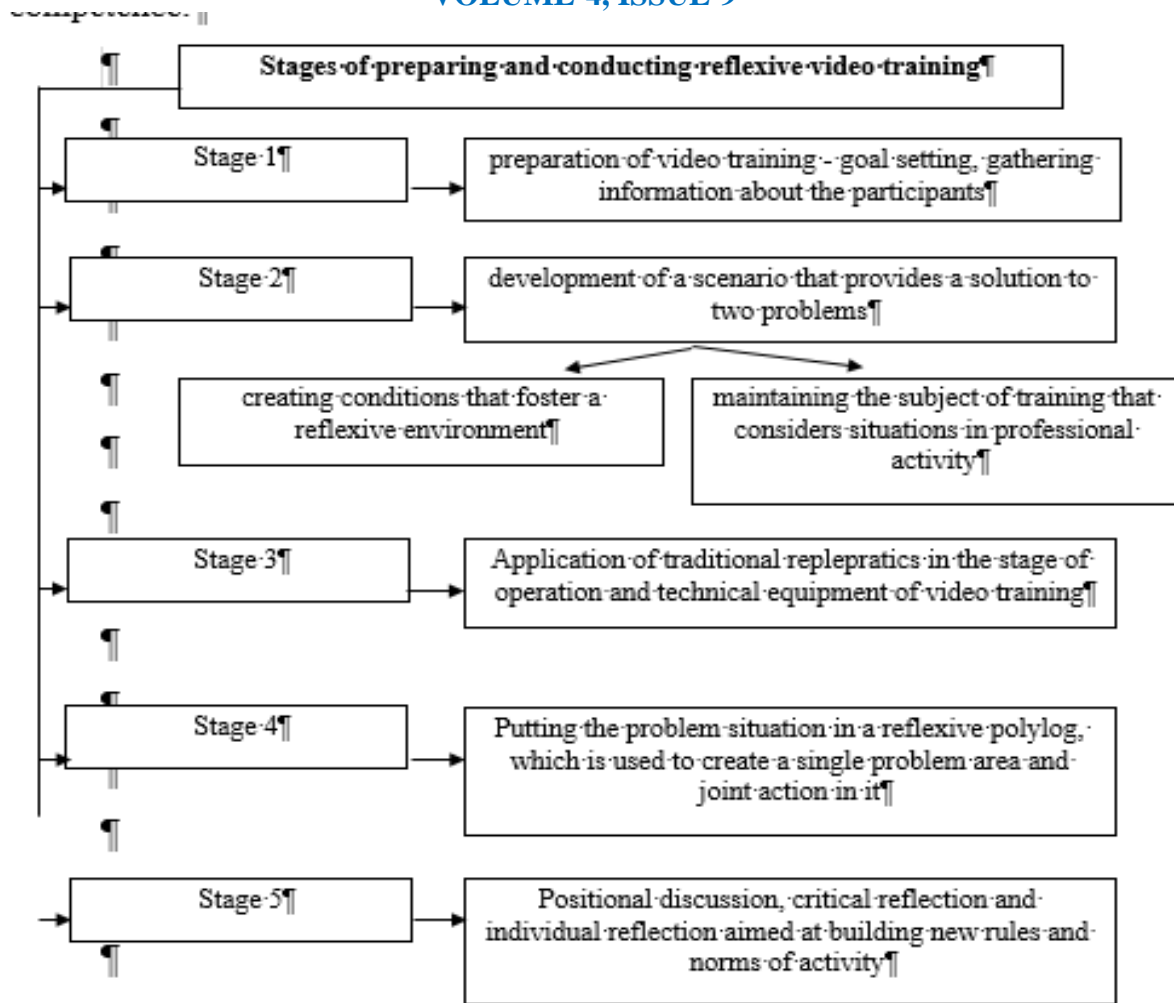 VOLUME 4, ISSUE 9
competence.¶
Stages·of·preparing·and·conducting·reflexive·video·training¶
Stage·1¶
preparation·of·video·training·-·goal·setting,·gathering·
information·about·the·participants¶
Stage·2¶
development·of·a·scenario·that·provides·a·solution·to·
two·problems¶
creating·conditions·that·foster·a·
reflexive·environment¶
maintaining·the·subject·of·training·that·
considers·situations·in·professional·
activity¶
Stage·3¶
Application·of·traditional·replepratics·in·the·stage·of·
operation·and·technical·equipment·of·video·training¶
Stage·4¶
Putting·the·problem·situation·in·a·reflexive·polylog,·
which·is·used·to·create·a·single·problem·area·and·
joint·action·in·it¶
Stage·5¶
Positional·discussion,·critical·reflection·and·
individual·reflection·aimed·at·building·new·rules·and·
norms·of·activity¶